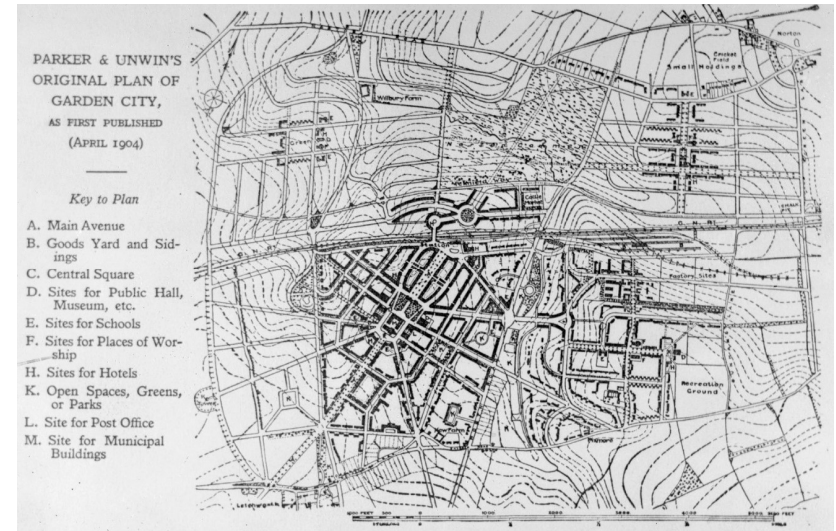 PARKER & UNWIN'S
ORIGINAL PLAN OF
GARDEN CITY,
AS FIRST PUBLISHED
(APRIL 1904)
Key to Plan
A. Main Avenue
B. Goods Yard and Sid-
ings
C. Central Square
D. Sites for Public Hall,
Museum, etc.
E. Sites for Schools
F. Sites for Places of Wor-
ship
H. Sites for Hotels
K. Open Spaces, Greens,
or Parks
L. Site for Post Office
M. Site for Municipal
Buildings
Norton
Cricket
Field
Small Holdings
Wilbury Farm
Green
Station
Factory Sites
Recreation
Ground
Pixmore
Letchworth